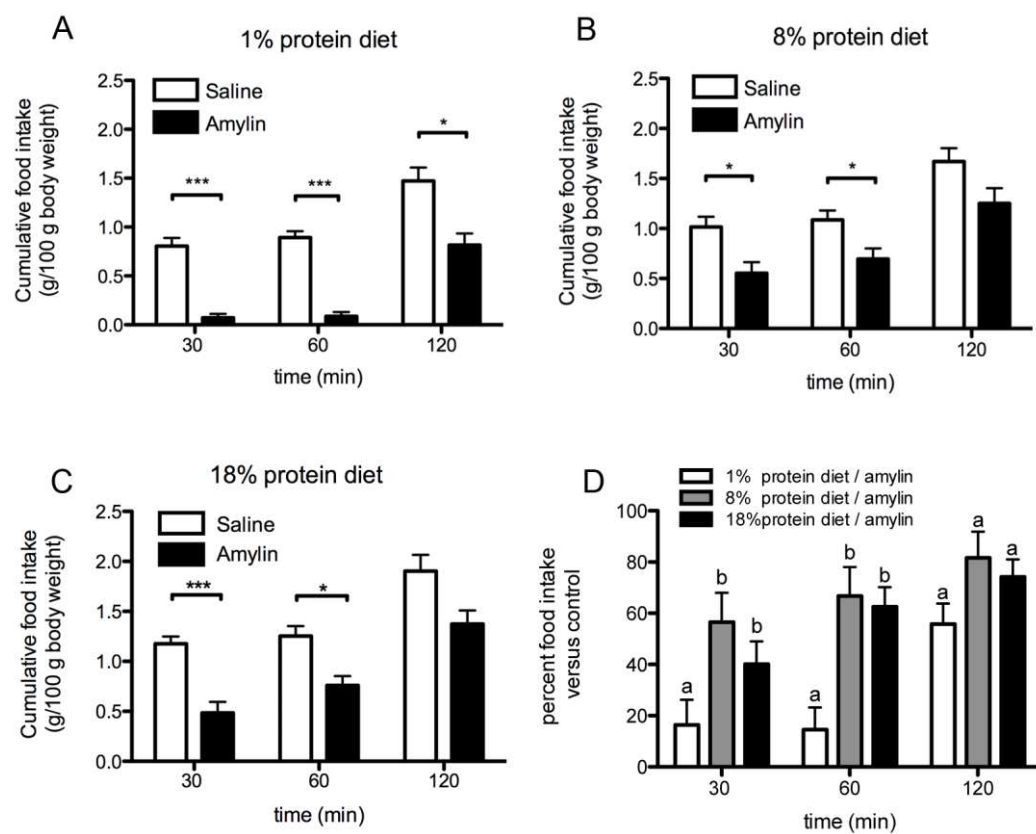 A
1% protein diet
Cumulative food intake
(g/100 g body weight)
2.5
2.0
1.5
1.0
0.5
0.0
Saline
Amylin
***
***
*
30 60 120
time (min)
B
8% protein diet
Cumulative food intake
(g/100 g body weight)
2.5
2.0
1.5
1.0
0.5
0.0
Saline
Amylin
*
*
30 60 120
time (min)
C
18% protein diet
Cumulative food intake
(g/100 g body weight)
2.5
2.0
1.5
1.0
0.5
0.0
Saline
Amylin
***
*
30 60 120
time (min)
D
1% protein diet / amylin
8% protein diet / amylin
18%protein diet / amylin
percent food intake
versus control
100
80
60
40
20
0
a b b
a b b
a a a
30 60 120
time (min)